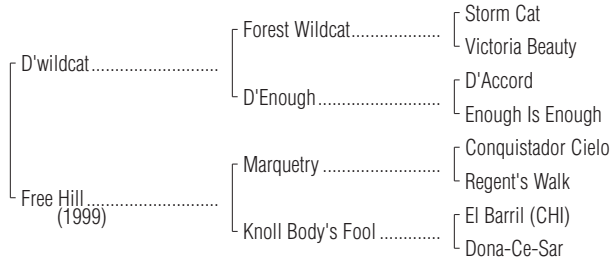 Storm Cat
Forest Wildcat....................
Victoria Beauty
D'wildcat............................
D'Accord
D'Enough............................
Enough Is Enough
Conquistador Cielo
Marquetry..........................
Regent's Walk
Free Hill.............................
(1999)
El Barril (CHI)
Knoll Body's Fool..............
Dona-Ce-Sar